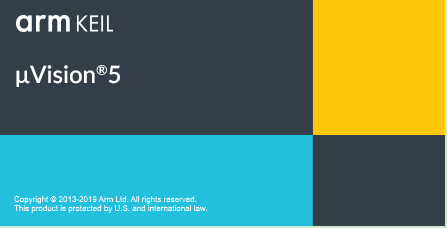 arm KEIL
µVision®5
Copyright © 2013-2019 Arm Ltd. All rights reserved.
This product is protected by U.S. and international law.